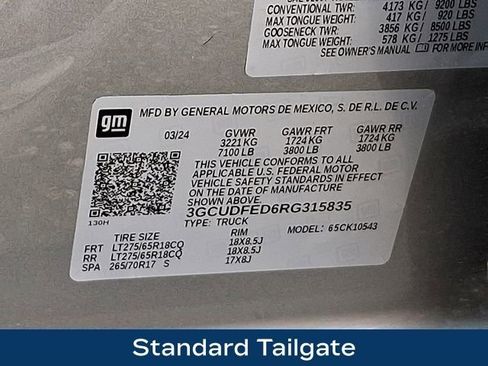 CONVENTIONAL TWR: 4173 KG/ 9200 LBS
MAX TONGUE WEIGHT: 417 KG/ 920 LBS
GOOSENECK TWR: 3856 KG/ 8500 LBS
MAX TONGUE WEIGHT: 578 KG/ 1275 LBS
SEE OWNER'S MANUAL FOR MORE INFO
gm
MFD BY GENERAL MOTORS DE MEXICO, S. DE R.L. DE C.V.
03/24 GVWR GAWR FRT GAWR RR
3221 KG 1724 KG 1724 KG
7100 LB 3800 LB 3800 LB
THIS VEHICLE CONFORMS TO ALL
APPLICABLE U.S. FEDERAL MOTOR
VEHICLE SAFETY STANDARDS IN
EFFECT ON THE DATE OF MANUFACTURE
SHOWN ABOVE.
3GCUDFED6RG315835
130H TYPE: TRUCK MODEL: 65CK10543
TIRE SIZE RIM
FRT LT275/65R18CQ 18X8.5J
RR LT275/65R18CQ 18X8.5J
SPA 265/70R17 S 17X8J
Standard Tailgate